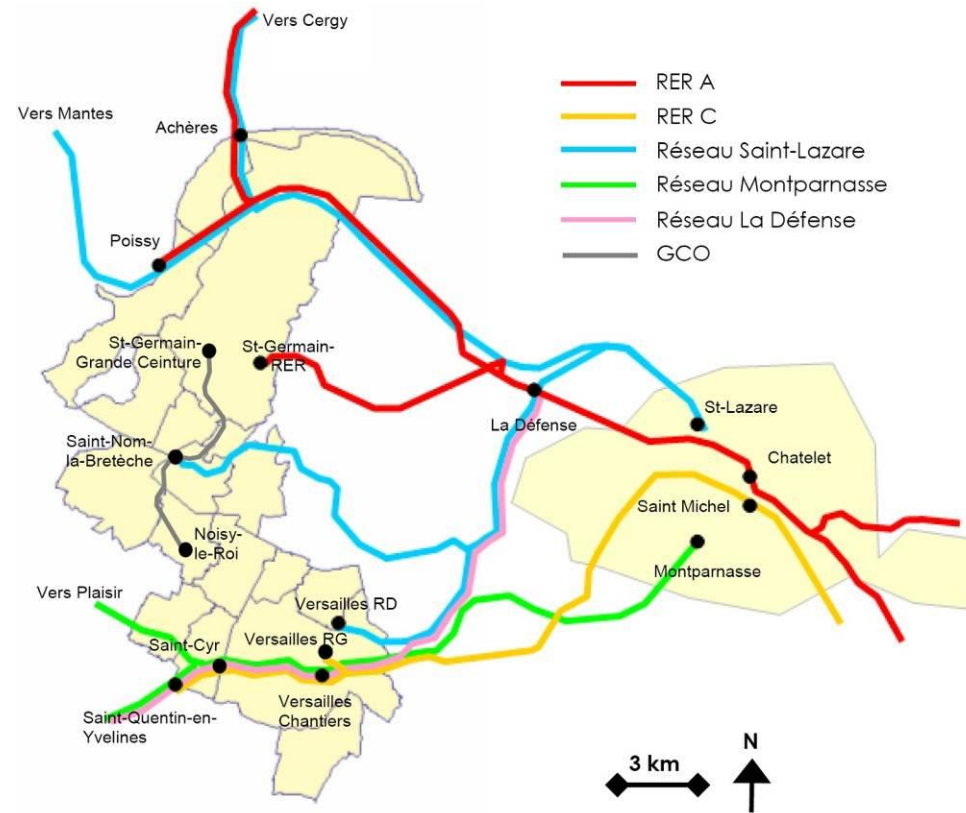 Vers Cergy
Vers Mantes
Achères
RER A
RER C
Réseau Saint-Lazare
Réseau Montparnasse
Réseau La Défense
GCO
Poissy
St-Germain-
Grande Ceinture
St-Germain-
RER
La Défense
St-Lazare
Saint-Nom-
la-Bretèche
Chatelet
Saint Michel
Noisy-
le-Roi
Montparnasse
Vers Plaisir
Versailles RD
Saint-Cyr
Versailles RG
Versailles
Chantiers
Saint-Quentin-en-
Yvelines
3 km
N